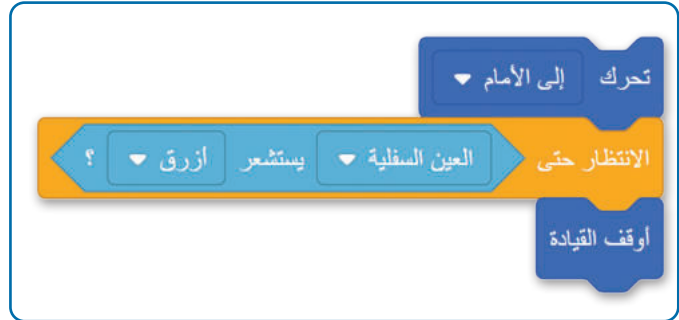 تحرك إلى الأمام
الانتظار حتى العين السفلية يستشعر أزرق ؟
أوقف القيادة